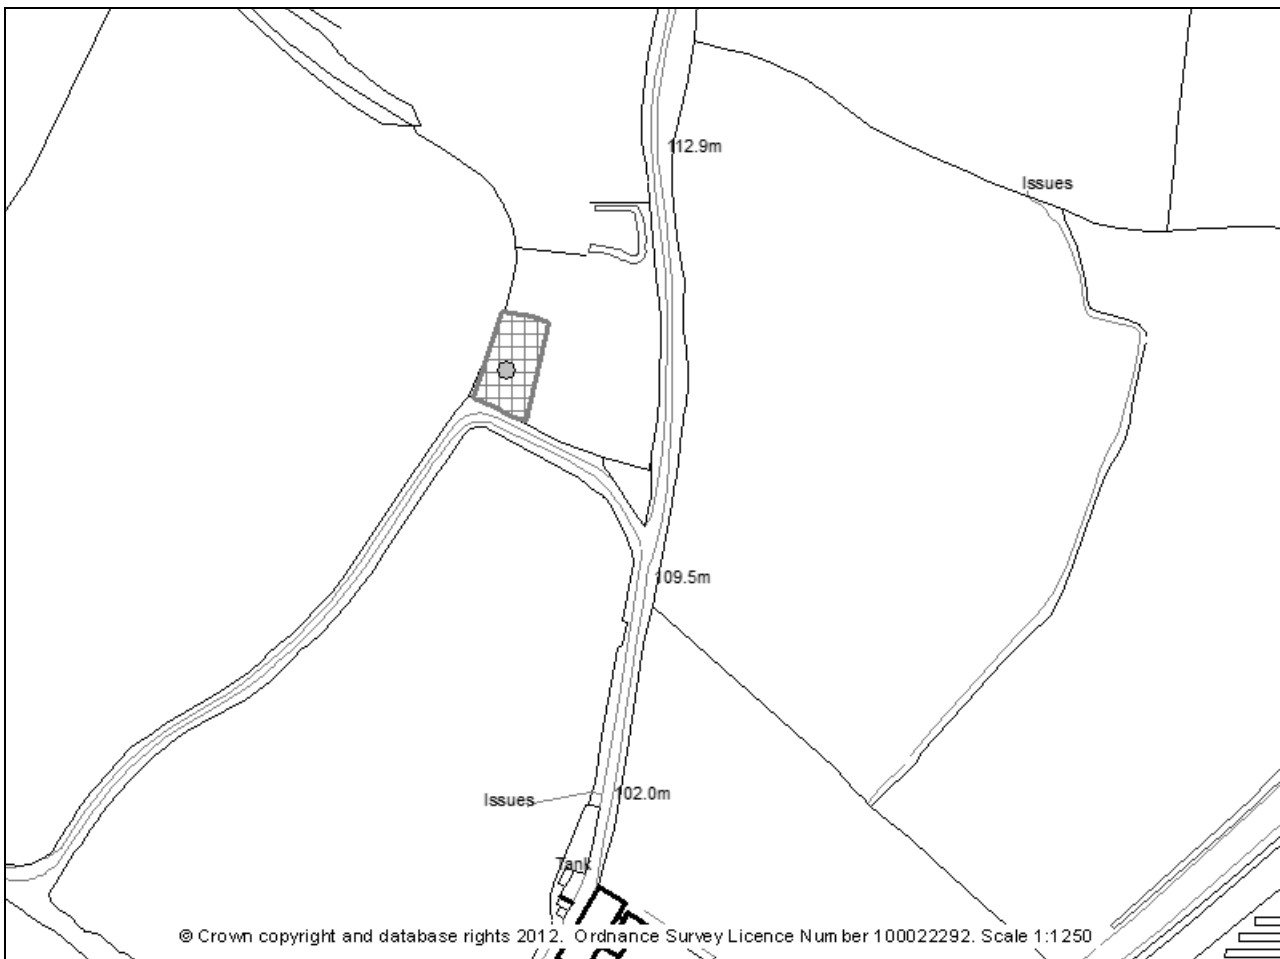 112.9m
Issues
109.5m
Issues
102.0m
Tank
© Crown copyright and database rights 2012. Ordnance Survey Licence Number 100022292. Scale 1:1250